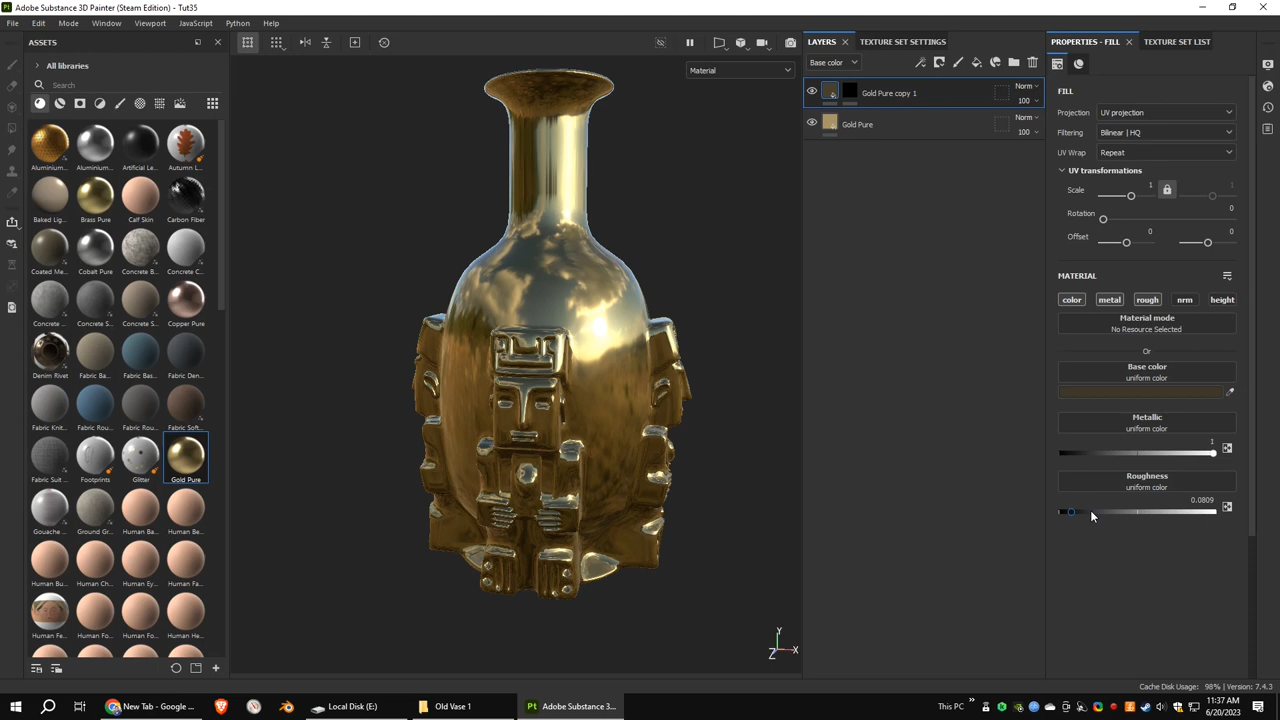 Pt Adobe Substance 3D Painter (Steam Edition) - Tut35
File Edit Mode Window Viewport JavaScript Python Help
ASSETS
All libraries
Search
Aluminium... Aluminium... Artificial Le... Autumn L...
Baked Lig... Brass Pure Calf Skin Carbon Fiber
Coated Me... Cobalt Pure Concrete B... Concrete C...
Concrete ... Concrete S... Concrete S... Copper Pure
Denim Rivet Fabric Ba... Fabric Bas... Fabric Den...
Fabric Knit... Fabric Rou... Fabric Rou... Fabric Soft...
Fabric Suit ... Footprints Glitter Gold Pure
Gouache ... Ground Gr... Human Ba... Human Be...
Human Bu... Human Ch... Human Ey... Human Fa...
Human Fe... Human Fo... Human Fo... Human He...
Material
Y
Z X
LAYERS TEXTURE SET SETTINGS
Base color
Gold Pure copy 1 Norm
100
Gold Pure Norm
100
PROPERTIES - FILL TEXTURE SET LIST
FILL
Projection UV projection
Filtering Bilinear | HQ
UV Wrap Repeat
UV transformations
Scale 1 1
Rotation 0
Offset 0 0
MATERIAL
color metal rough nrm height
Material mode
No Resource Selected
Or
Base color
uniform color
Metallic
uniform color
1
Roughness
uniform color
0.0809
Cache Disk Usage: 98% | Version: 7.4.3
New Tab - Google ... Local Disk (E:) Old Vase 1 Pt Adobe Substance 3... This PC 11:37 AM
6/20/2023